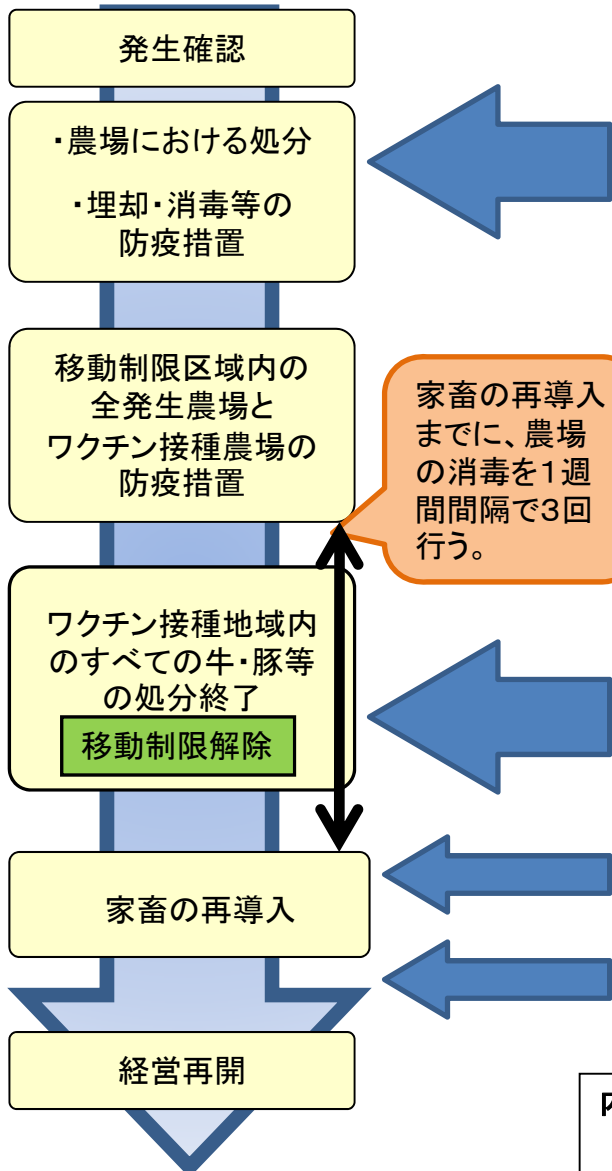 発生確認
・農場における処分
・埋却・消毒等の
防疫措置
移動制限区域内の
全発生農場と
ワクチン接種農場の
防疫措置
家畜の再導入
までに、農場
の消毒を１週
間間隔で３回
行う。
ワクチン接種地域内
のすべての牛・豚等
の処分終了
移動制限解除
家畜の再導入
経営再開